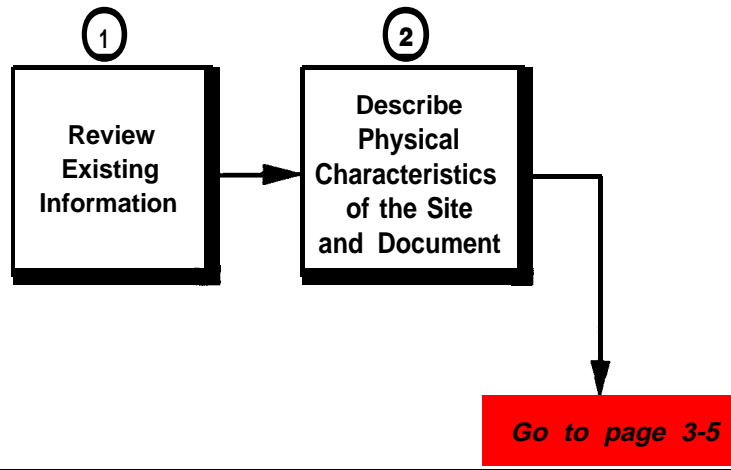 1
Review
Existing
Information
2
Describe
Physical
Characteristics
of the Site
and Document
Go to page 3-5